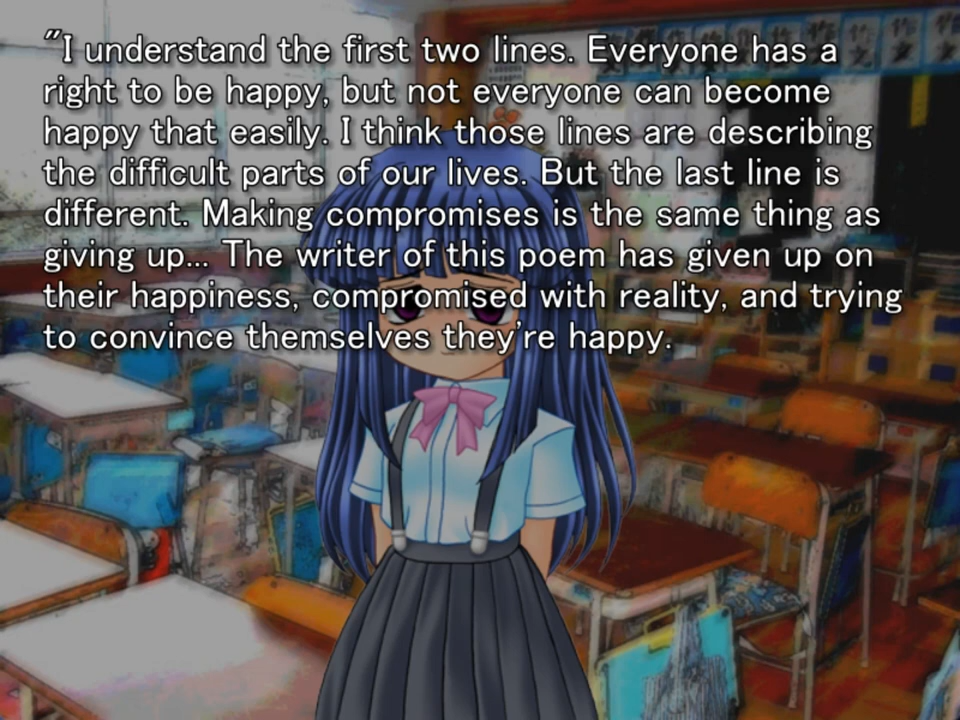 "I understand the first two lines. Everyone has a
right to be happy, but not everyone can become
happy that easily. I think those lines are describing
the difficult parts of our lives. But the last line is
different. Making compromises is the same thing as
giving up... The writer of this poem has given up on
their happiness, compromised with reality, and trying
to convince themselves they're happy.